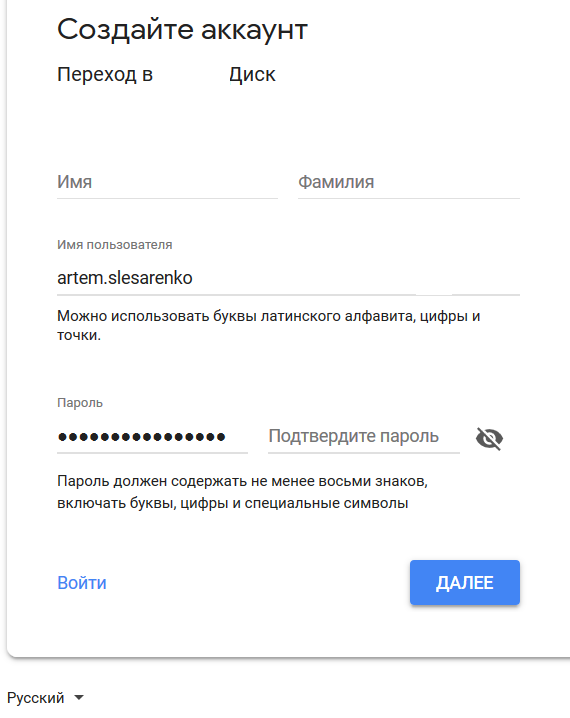 Создайте аккаунт
Переход в Диск
Имя Фамилия
Имя пользователя
artem.slesarenko
Можно использовать буквы латинского алфавита, цифры и
точки.
Пароль
●●●●●●●●●●●●●●●● Подтвердите пароль
Пароль должен содержать не менее восьми знаков,
включать буквы, цифры и специальные символы
Войти ДАЛЕЕ
Русский